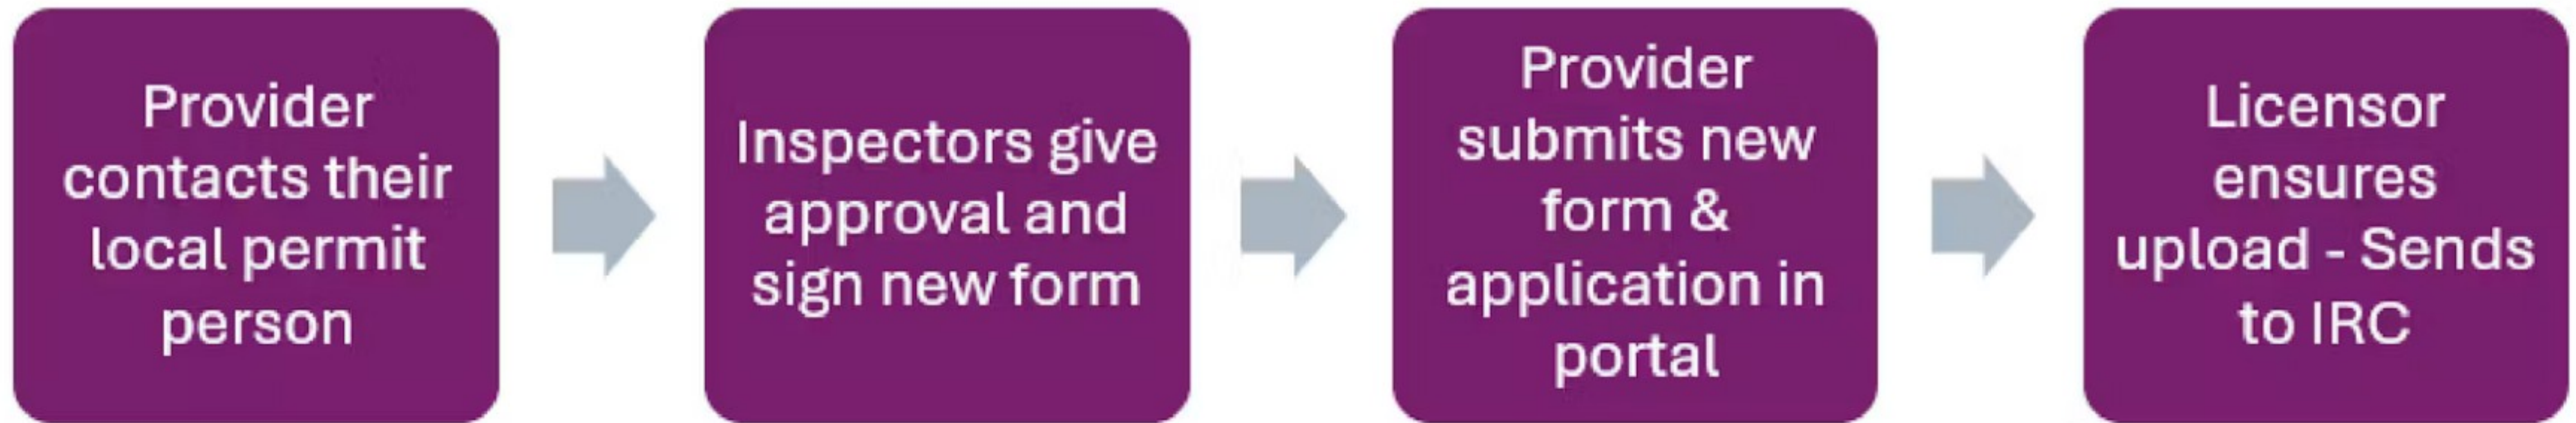 Provider
contacts their
local permit
person
Inspectors give
approval and
sign new form
Provider
submits new
form &
application in
portal
Licensor
ensures
upload - Sends
to IRC